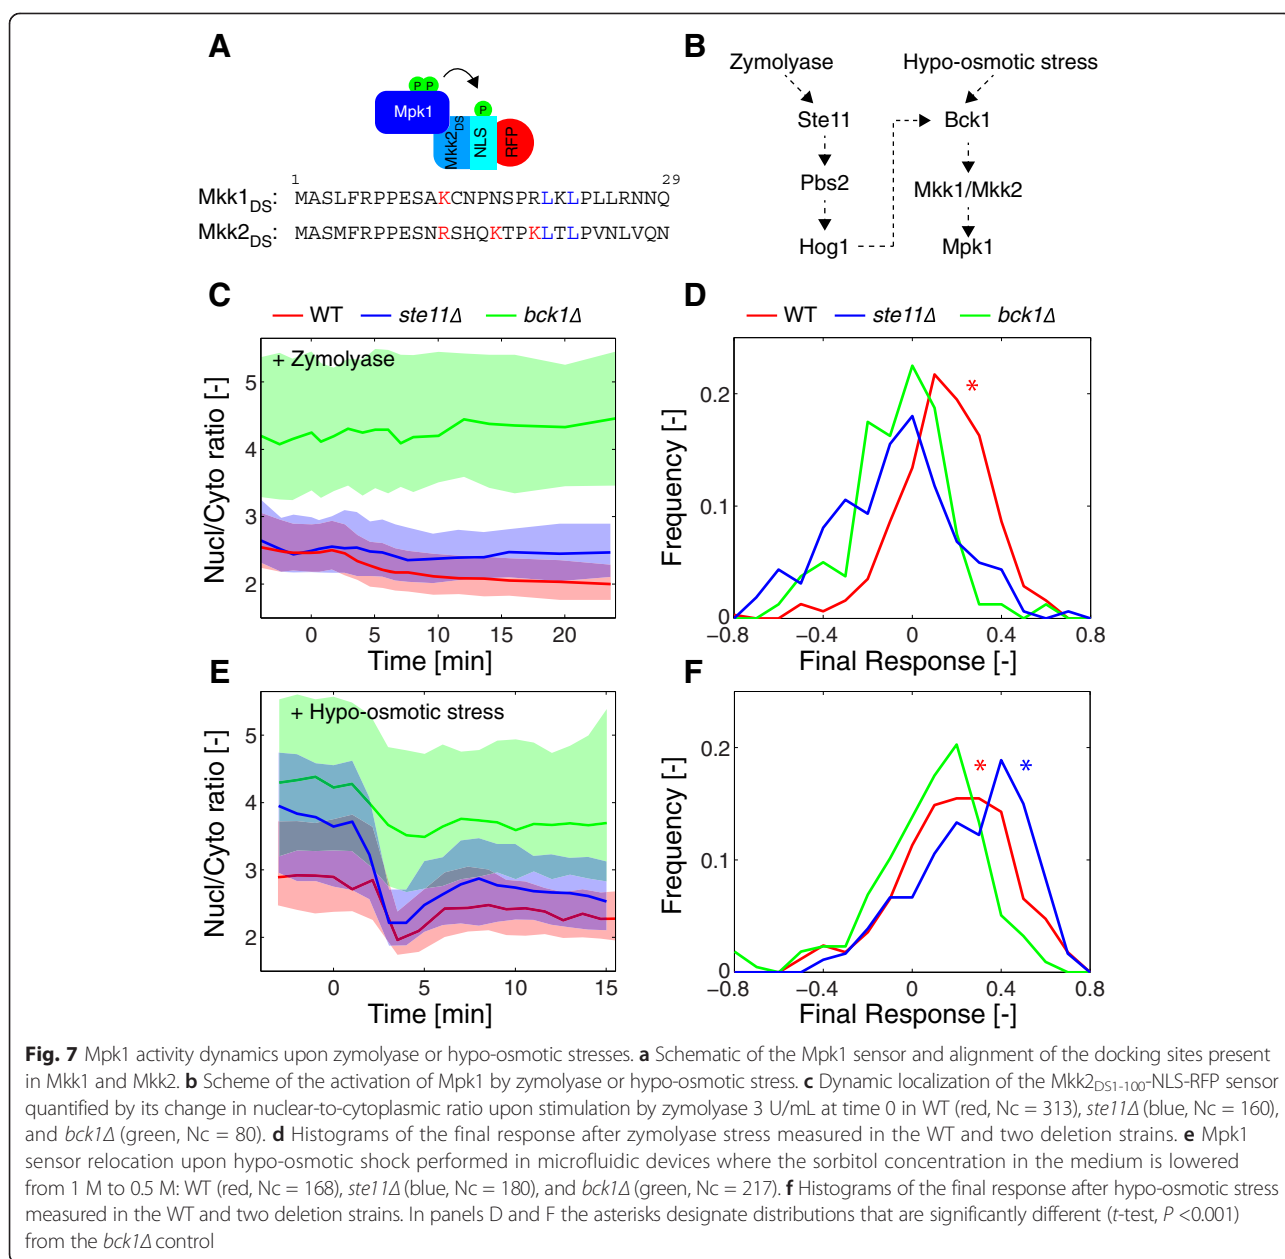 A
P P
P
Mpk1
Mkk2DS
NLS
RFP
1 29
Mkk1DS: MASLFRPPESAKCNPNSPRLKLPLLRNNQ
Mkk2DS: MASMFRPPESNRSHQKTPKLTLPVNLVQN
B
Zymolyase Hypo-osmotic stress
Ste11 Bck1
Pbs2 Mkk1/Mkk2
Hog1 Mpk1
C
WT ste11Δ bck1Δ
+ Zymolyase
Nucl/Cyto ratio [-]
5
4
3
2
0 5 10 15 20
Time [min]
D
WT ste11Δ bck1Δ
*
Frequency [-]
0.2
0.1
0
−0.8 −0.4 0 0.4 0.8
Final Response [-]
E
+ Hypo-osmotic stress
Nucl/Cyto ratio [-]
5
4
3
2
0 5 10 15
Time [min]
F
* *
Frequency [-]
0.2
0.1
0
−0.8 −0.4 0 0.4 0.8
Final Response [-]
Fig. 7 Mpk1 activity dynamics upon zymolyase or hypo-osmotic stresses. a Schematic of the Mpk1 sensor and alignment of the docking sites present
in Mkk1 and Mkk2. b Scheme of the activation of Mpk1 by zymolyase or hypo-osmotic stress. c Dynamic localization of the Mkk2DS1-100-NLS-RFP sensor
quantified by its change in nuclear-to-cytoplasmic ratio upon stimulation by zymolyase 3 U/mL at time 0 in WT (red, Nc = 313), ste11Δ (blue, Nc = 160),
and bck1Δ (green, Nc = 80). d Histograms of the final response after zymolyase stress measured in the WT and two deletion strains. e Mpk1
sensor relocation upon hypo-osmotic shock performed in microfluidic devices where the sorbitol concentration in the medium is lowered
from 1 M to 0.5 M: WT (red, Nc = 168), ste11Δ (blue, Nc = 180), and bck1Δ (green, Nc = 217). f Histograms of the final response after hypo-osmotic stress
measured in the WT and two deletion strains. In panels D and F the asterisks designate distributions that are significantly different (t-test, P <0.001)
from the bck1Δ control